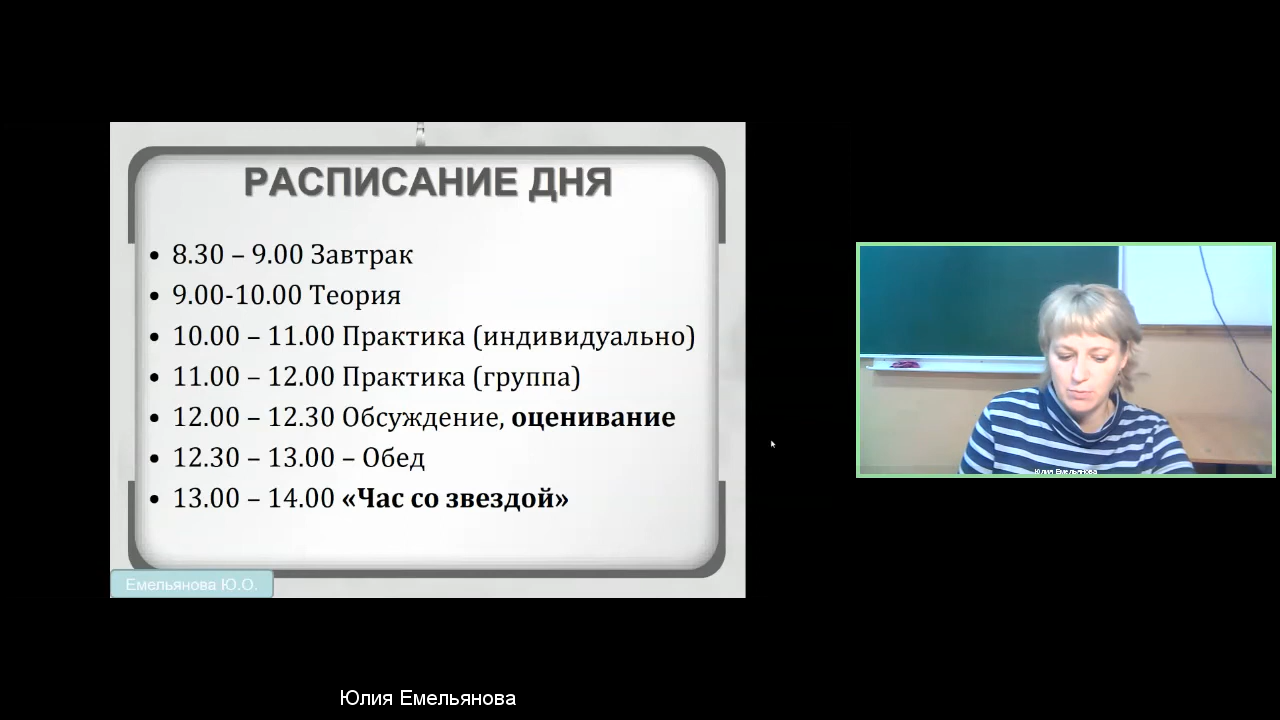 РАСПИСАНИЕ ДНЯ
• 8.30 – 9.00 Завтрак
• 9.00-10.00 Теория
• 10.00 – 11.00 Практика (индивидуально)
• 11.00 – 12.00 Практика (группа)
• 12.00 – 12.30 Обсуждение, оценивание
• 12.30 – 13.00 – Обед
• 13.00 – 14.00 «Час со звездой»
Емельянова Ю.О.
Юлия Емельянова
Юлия Емельянова